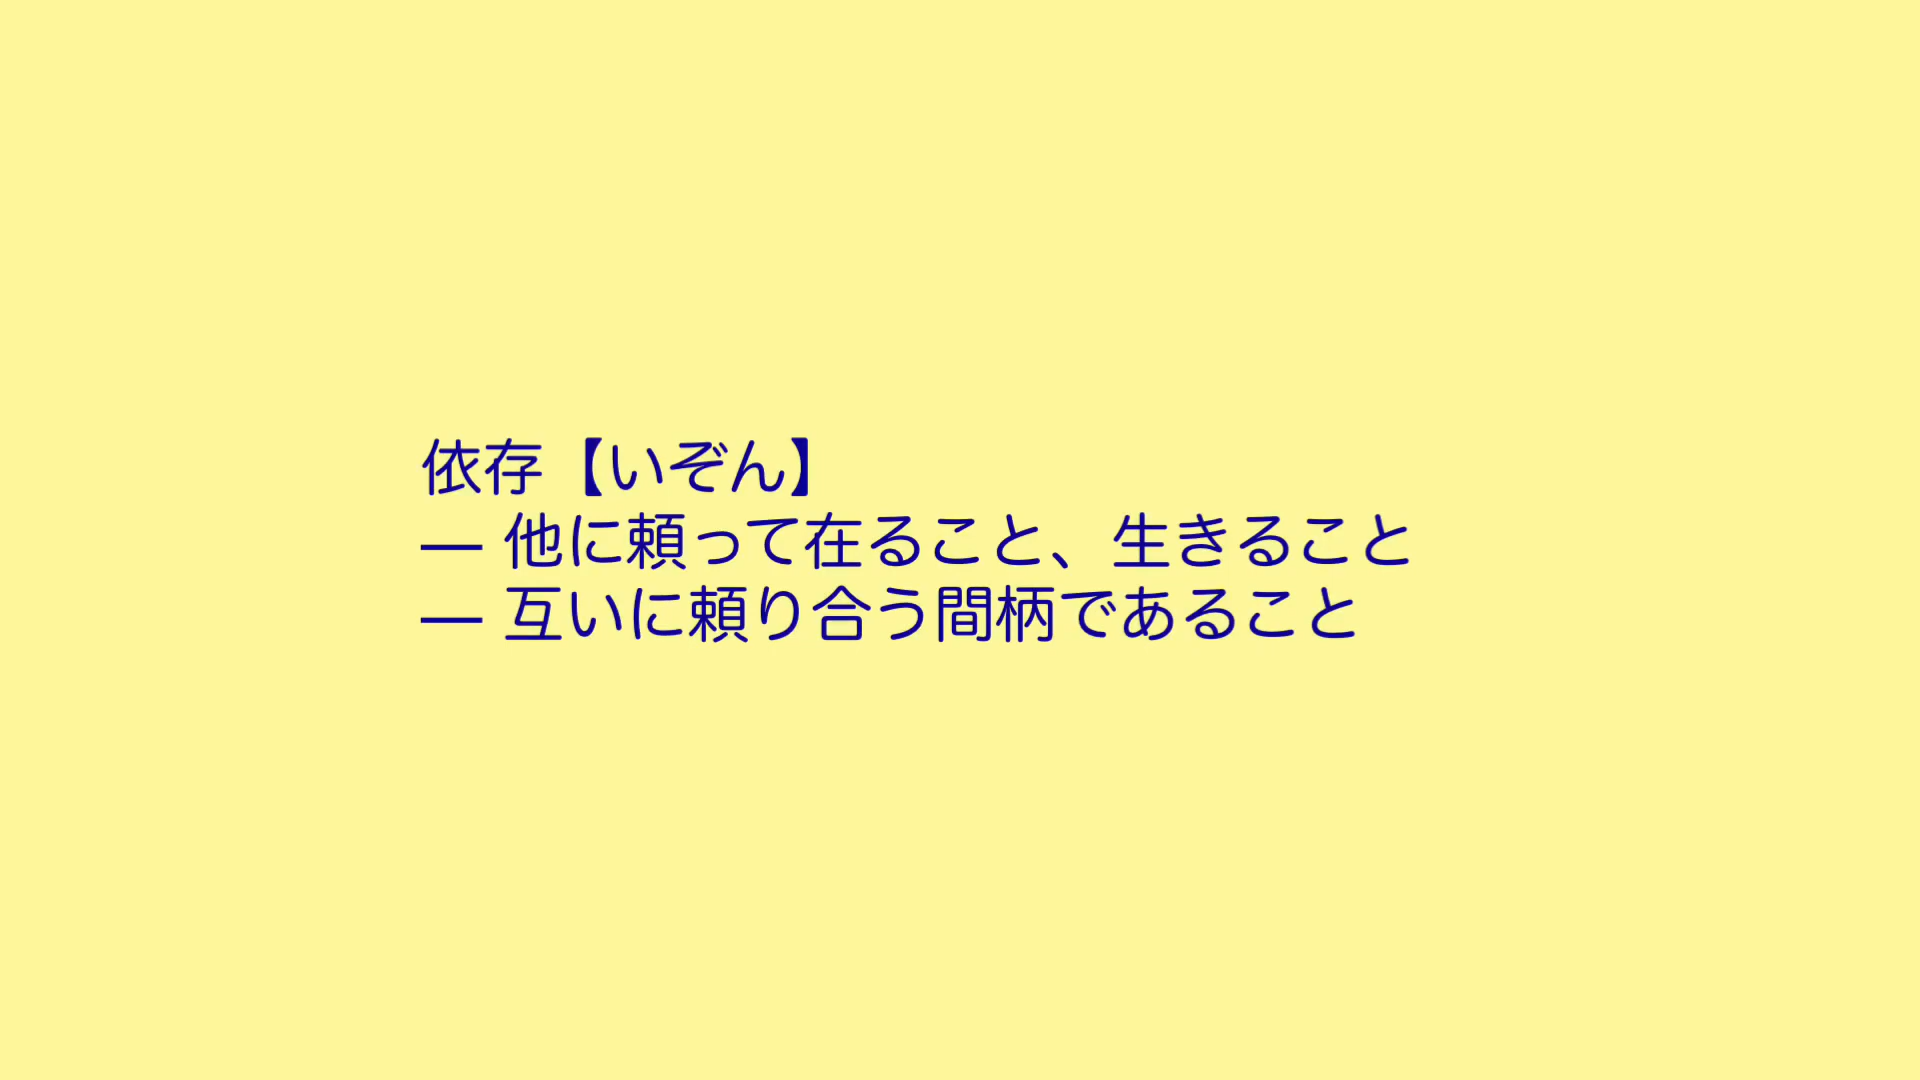 依存【いぞん】
— 他に頼って在ること、生きること
— 互いに頼り合う間柄であること